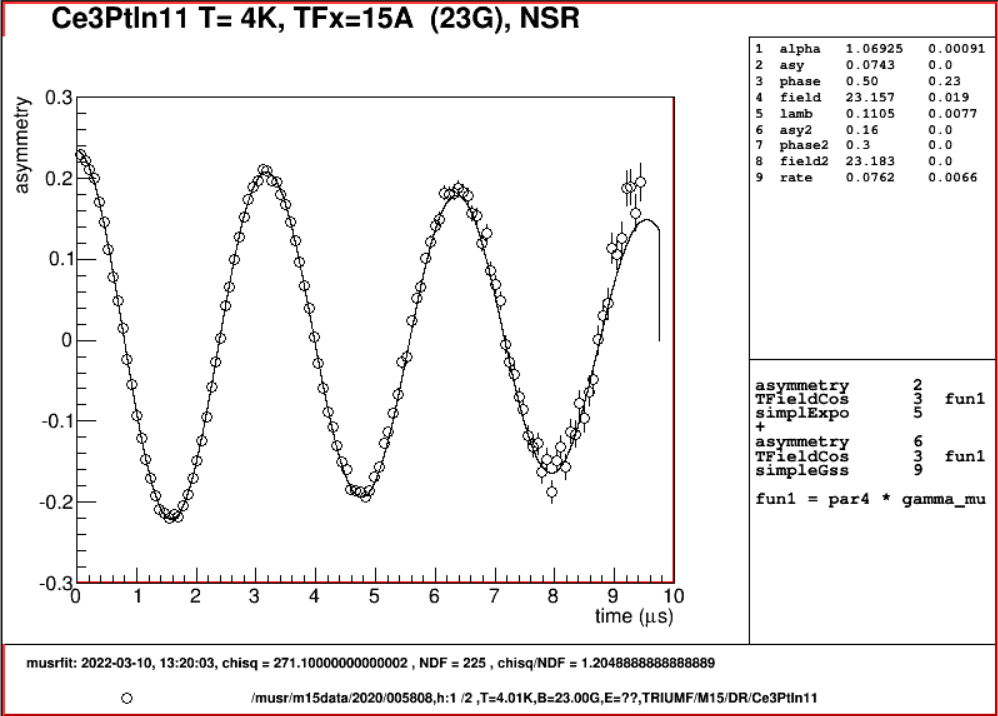 Ce3PtIn11 T= 4K, TFx=15A (23G), NSR
1 alpha 1.06925 0.00091
2 asy 0.0743 0.0
3 phase 0.50 0.23
4 field 23.157 0.019
5 lamb 0.1105 0.0077
6 asy2 0.16 0.0
7 phase2 0.3 0.0
8 field2 23.183 0.0
9 rate 0.0762 0.0066
asymmetry
0.3
0.2
0.1
0
-0.1
-0.2
-0.3
0 1 2 3 4 5 6 7 8 9 10
time (μs)
asymmetry 2
TFieldCos 3 fun1
simplExpo 5
+
asymmetry 6
TFieldCos 3 fun1
simpleGss 9
fun1 = par4 * gamma_mu
musrfit: 2022-03-10, 13:20:03, chisq = 271.10000000000002 , NDF = 225 , chisq/NDF = 1.2048888888888889
/musr/m15data/2020/005808,h:1 /2 ,T=4.01K,B=23.00G,E=??,TRIUMF/M15/DR/Ce3PtIn11